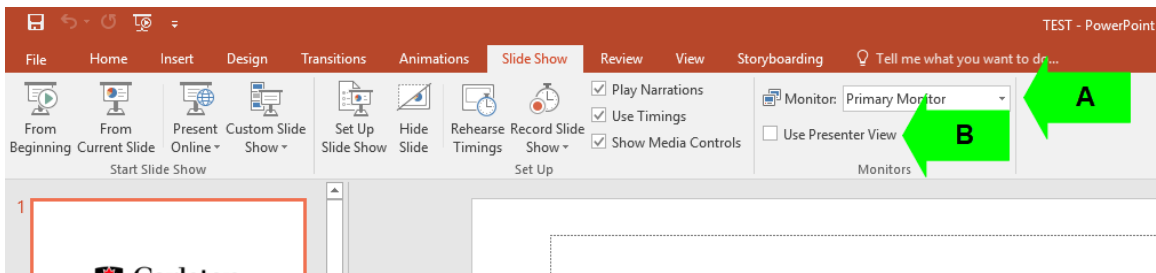 TEST - PowerPoint
File Home Insert Design Transitions Animations Slide Show Review View Storyboarding Tell me what you want to do...
From Beginning
From Current Slide
Present Online
Custom Slide Show
Start Slide Show
Set Up Slide Show
Hide Slide
Rehearse Timings
Record Slide Show
Play Narrations
Use Timings
Show Media Controls
Set Up
Monitor: Primary Monitor
Use Presenter View
Monitors
A
B
1